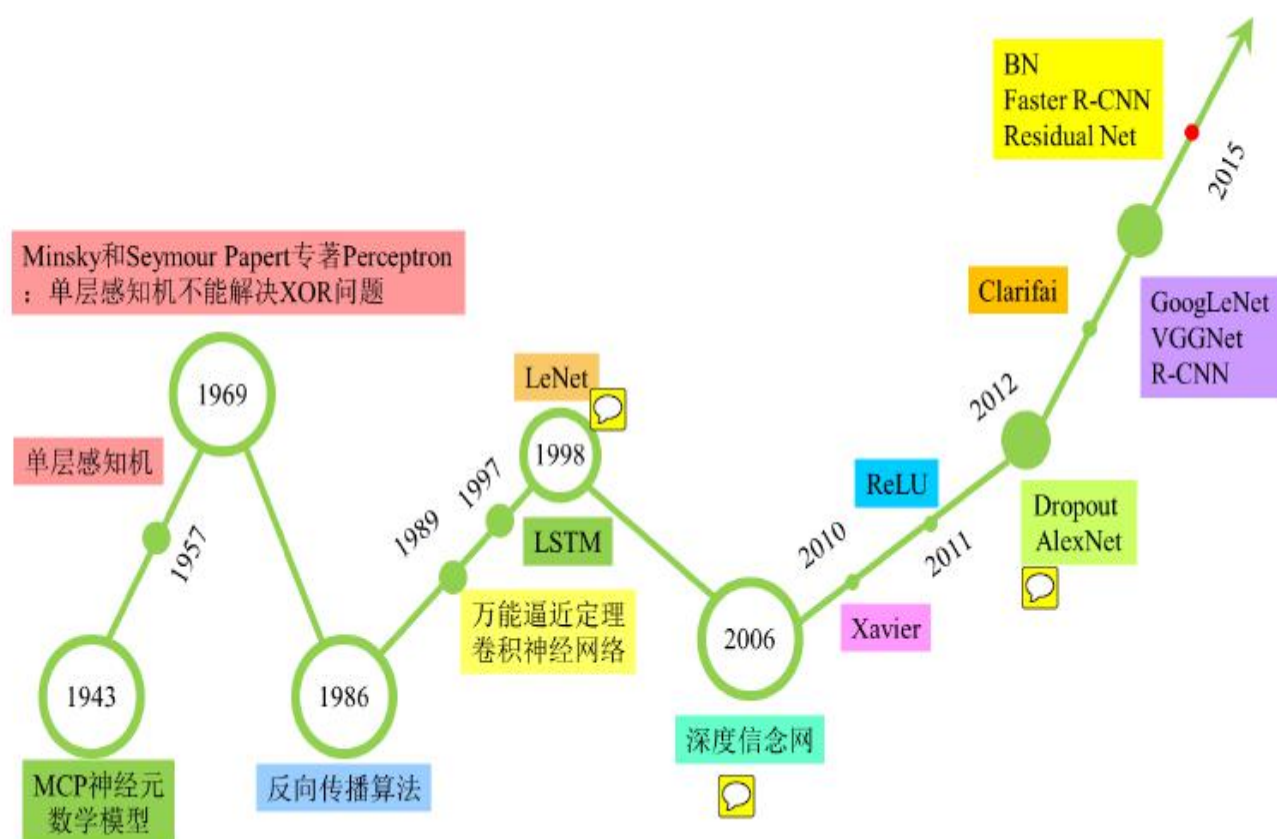 BN
Faster R-CNN
Residual Net
2015
Minsky和Seymour Papert专著Perceptron
：单层感知机不能解决XOR问题
Clarifai
GoogLeNet
VGGNet
R-CNN
1969
LeNet
2012
单层感知机
1998
1997
ReLU
1957
1989
LSTM
2010
2011
Dropout
AlexNet
万能逼近定理
卷积神经网络
Xavier
2006
1943
1986
深度信念网
MCP神经元
数学模型
反向传播算法